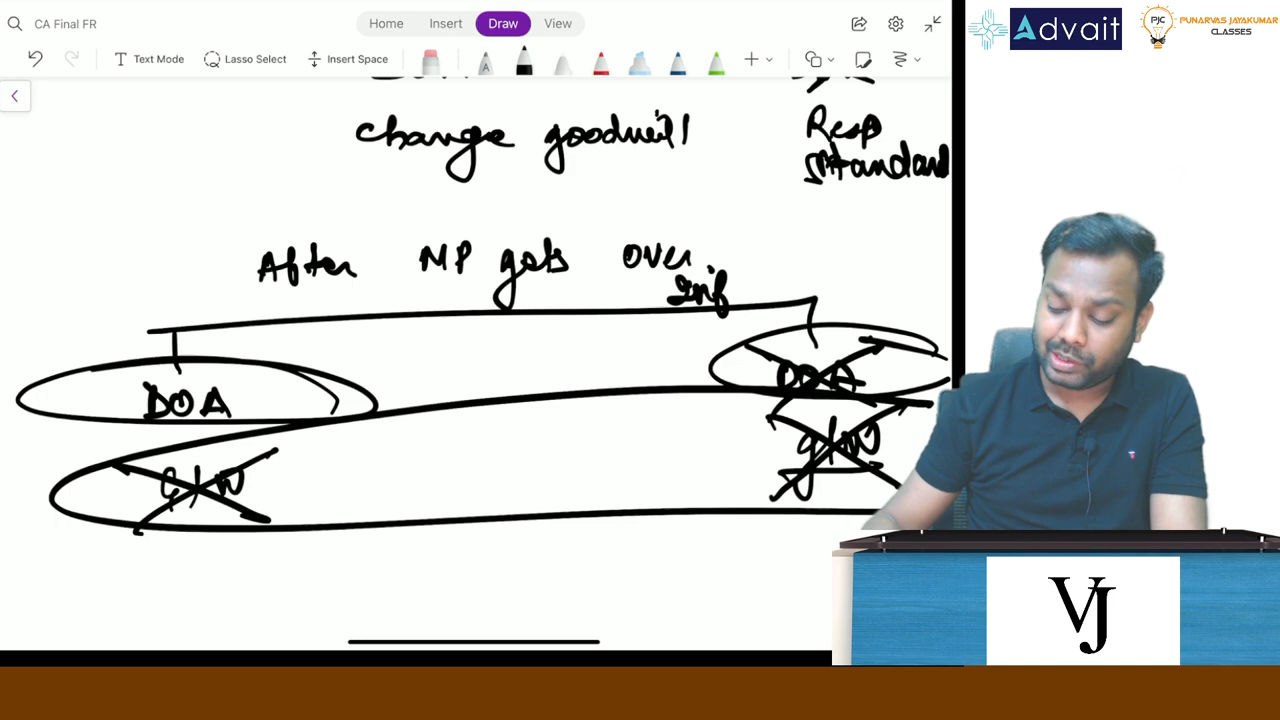 CA Final FR
Home Insert Draw View
Text Mode Lasso Select Insert Space
Advait
PJC
PUNARVAS JAYAKUMAR
CLASSES
change goodwill
Resp
Standard
After MP gets over
Inf
DOA
DOA
g/w
g/w
VJ